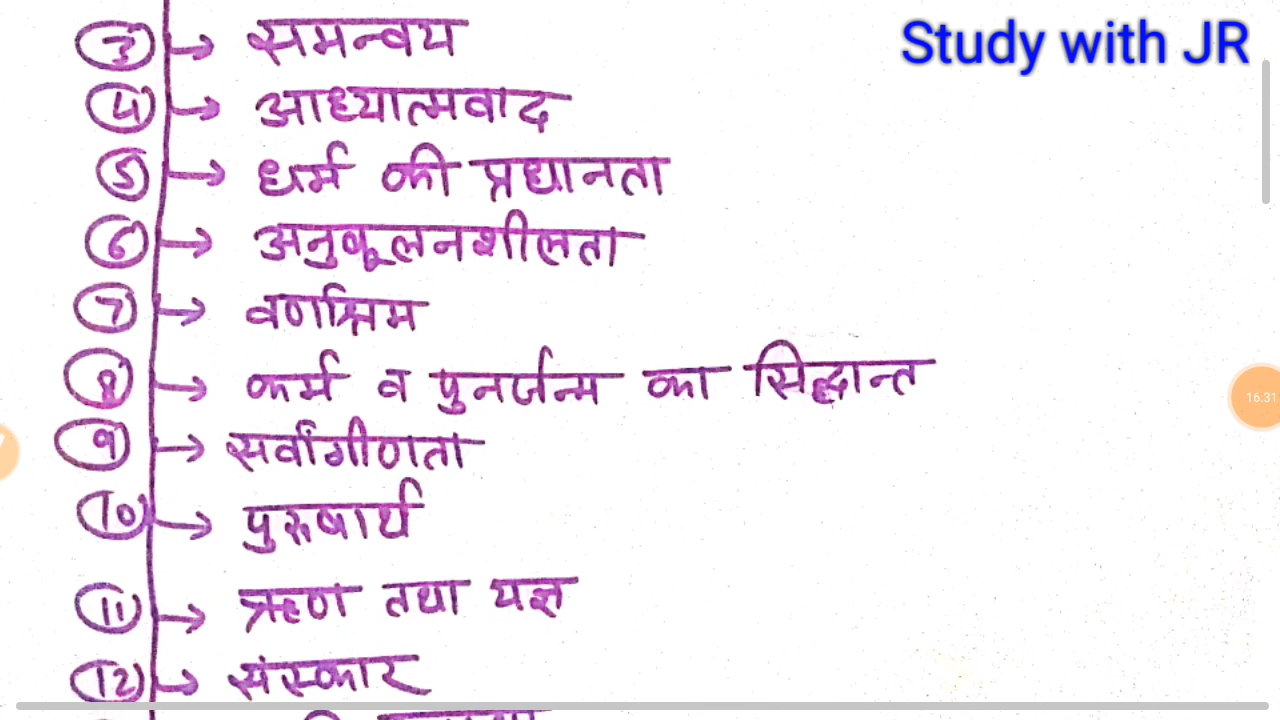 Study with JR
3 → समन्वय
4 → आध्यात्मवाद
5 → धर्म की प्रधानता
6 → अनुकूलनशीलता
7 → वर्णाश्रम
8 → कर्म व पुनर्जन्म का सिद्धान्त
16.31
9 → सर्वांगीणता
10 → पुरूषार्थ
11 → ऋण तथा यज्ञ
12 → संस्कार